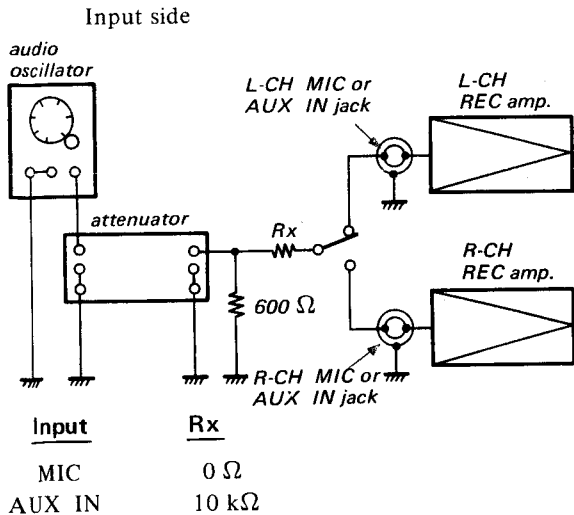 Input side
audio
oscillator
L-CH MIC or
AUX IN jack
L-CH
REC amp.
attenuator
Rx
600 Ω
R-CH
REC amp.
R-CH MIC or
AUX IN jack
Input Rx
MIC 0 Ω
AUX IN 10 kΩ